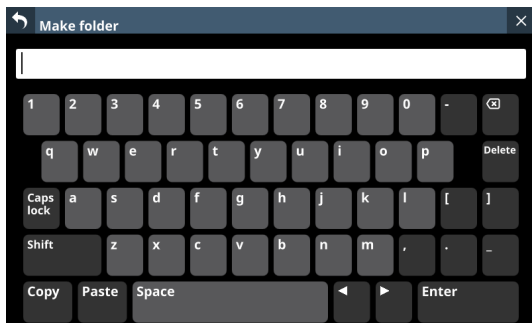 Make folder
1 2 3 4 5 6 7 8 9 0 -
q w e r t y u i o p Delete
Caps lock a s d f g h j k l [ ]
Shift z x c v b n m , . _
Copy Paste Space ◀ ▶ Enter